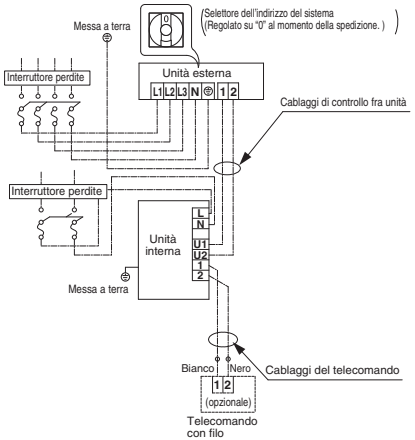 Selettore dell'indirizzo del sistema
(Regolato su “0” al momento della spedizione. )
0
Messa a terra
Unità esterna
L1 L2 L3 N 1 2
Interruttore perdite
Cablaggi di controllo fra unità
Interruttore perdite
L
N
Unità interna
U1
U2
1
2
Messa a terra
Cablaggi del telecomando
Bianco Nero
1 2
(opzionale)
Telecomando
con filo